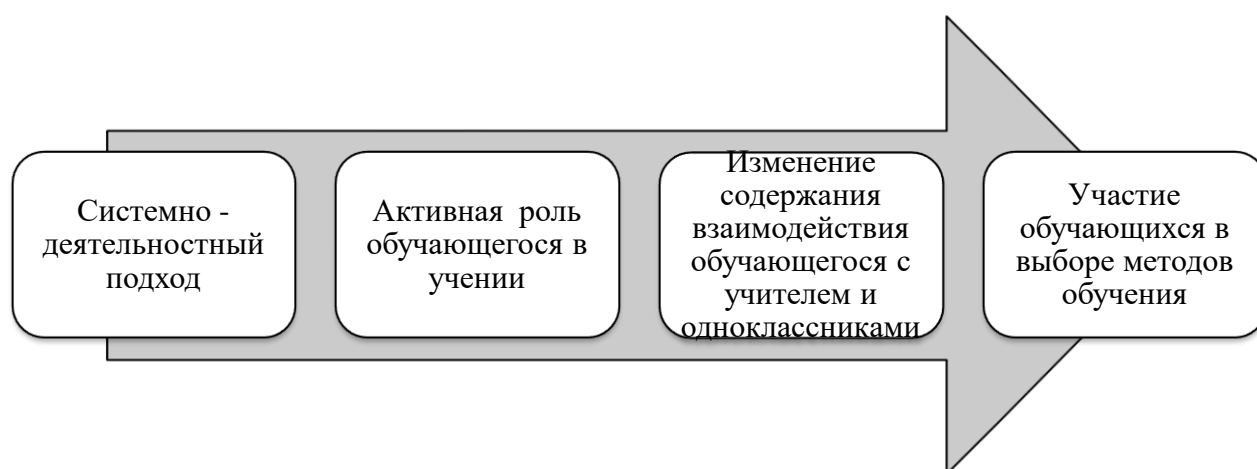 Системно -
деятельностный
подход
Активная роль
обучающегося в
учении
Изменение
содержания
взаимодействия
обучающегося с
учителем и
одноклассниками
Участие
обучающихся в
выборе методов
обучения